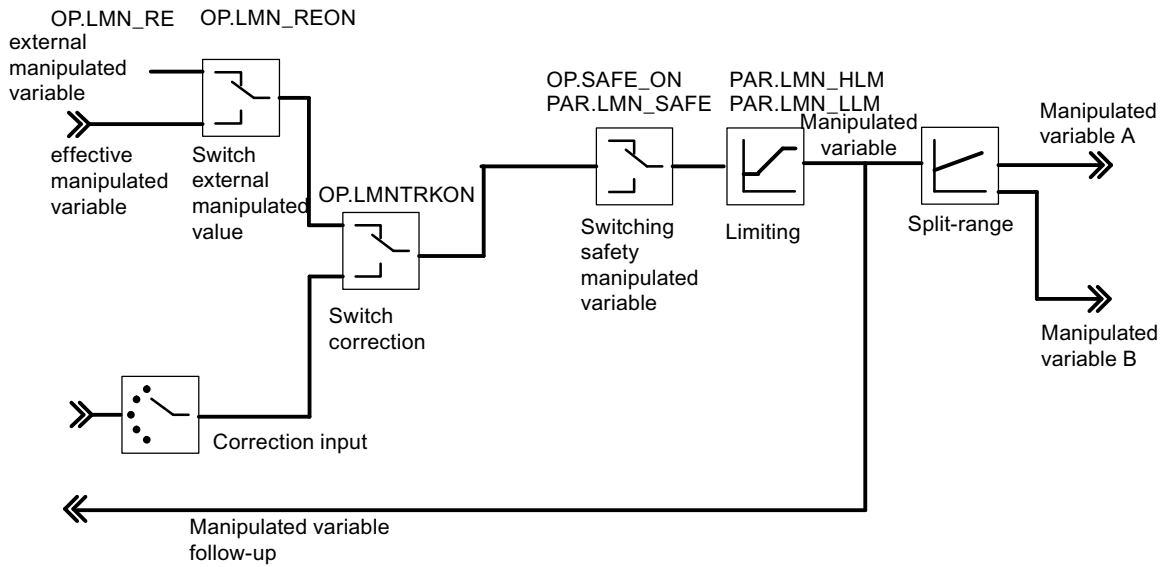 OP.LMN_RE
OP.LMN_REON
external
manipulated
variable
effective
manipulated
variable
Switch
external
manipulated
value
OP.LMNTRKON
Switch
correction
Correction input
OP.SAFE_ON
PAR.LMN_SAFE
Switching
safety
manipulated
variable
PAR.LMN_HLM
PAR.LMN_LLM
Limiting
Manipulated
variable
Split-range
Manipulated
variable A
Manipulated
variable B
Manipulated variable
follow-up